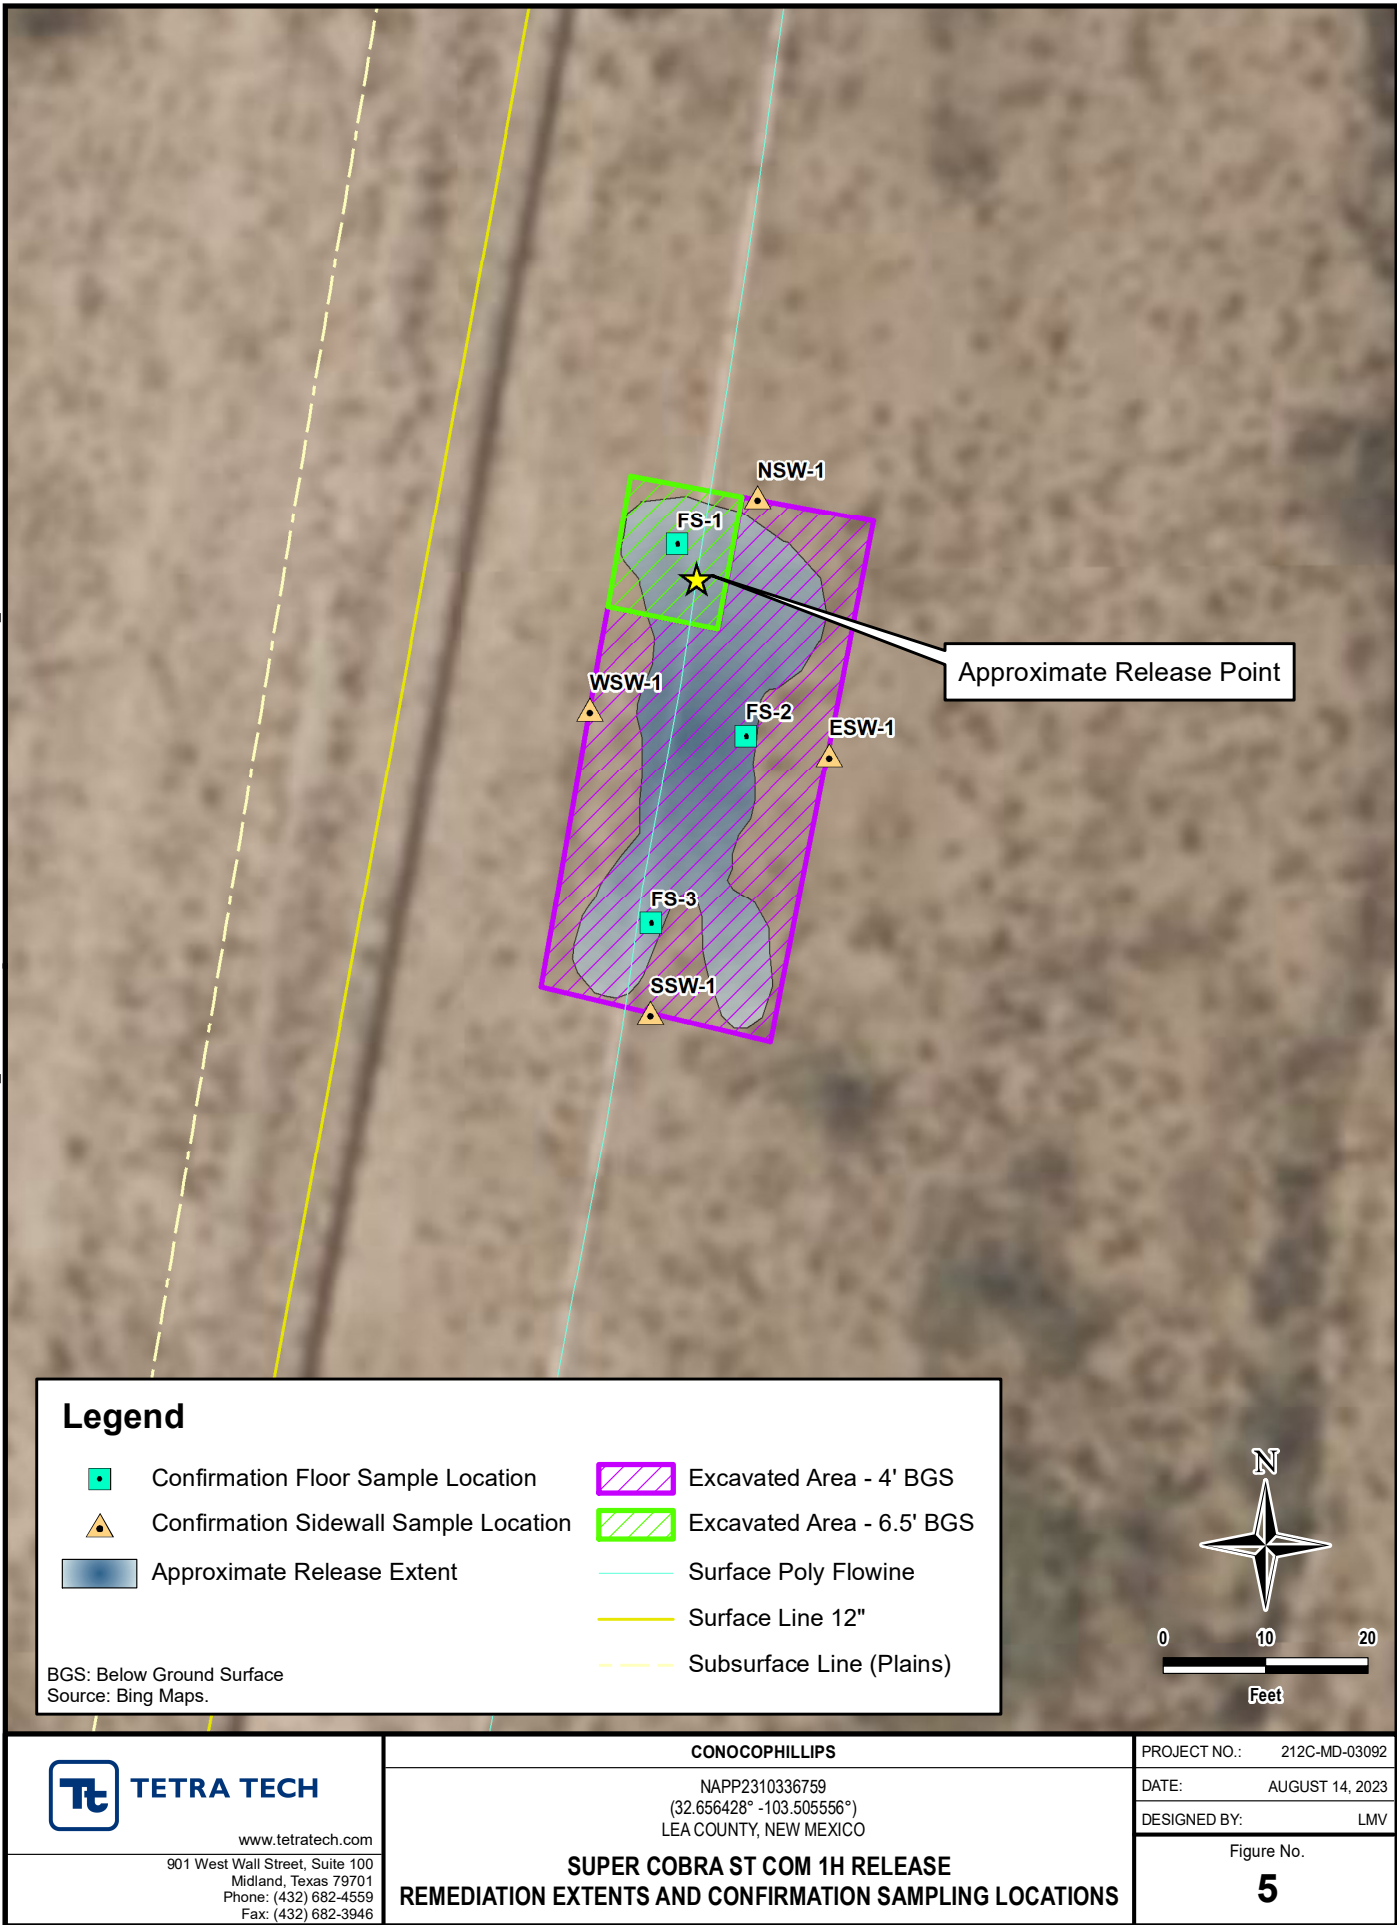 NSW-1
FS-1
Approximate Release Point
WSW-1
FS-2
ESW-1
FS-3
SSW-1
Legend
Confirmation Floor Sample Location
Confirmation Sidewall Sample Location
Approximate Release Extent
Excavated Area - 4' BGS
Excavated Area - 6.5' BGS
Surface Poly Flowine
Surface Line 12"
Subsurface Line (Plains)
BGS: Below Ground Surface
Source: Bing Maps.
N
0 10 20
Feet
Tt TETRA TECH
www.tetratech.com
901 West Wall Street, Suite 100
Midland, Texas 79701
Phone: (432) 682-4559
Fax: (432) 682-3946
CONOCOPHILLIPS
NAPP2310336759
(32.656428° -103.505556°)
LEA COUNTY, NEW MEXICO
SUPER COBRA ST COM 1H RELEASE
REMEDIATION EXTENTS AND CONFIRMATION SAMPLING LOCATIONS
PROJECT NO.: 212C-MD-03092
DATE: AUGUST 14, 2023
DESIGNED BY: LMV
Figure No.
5